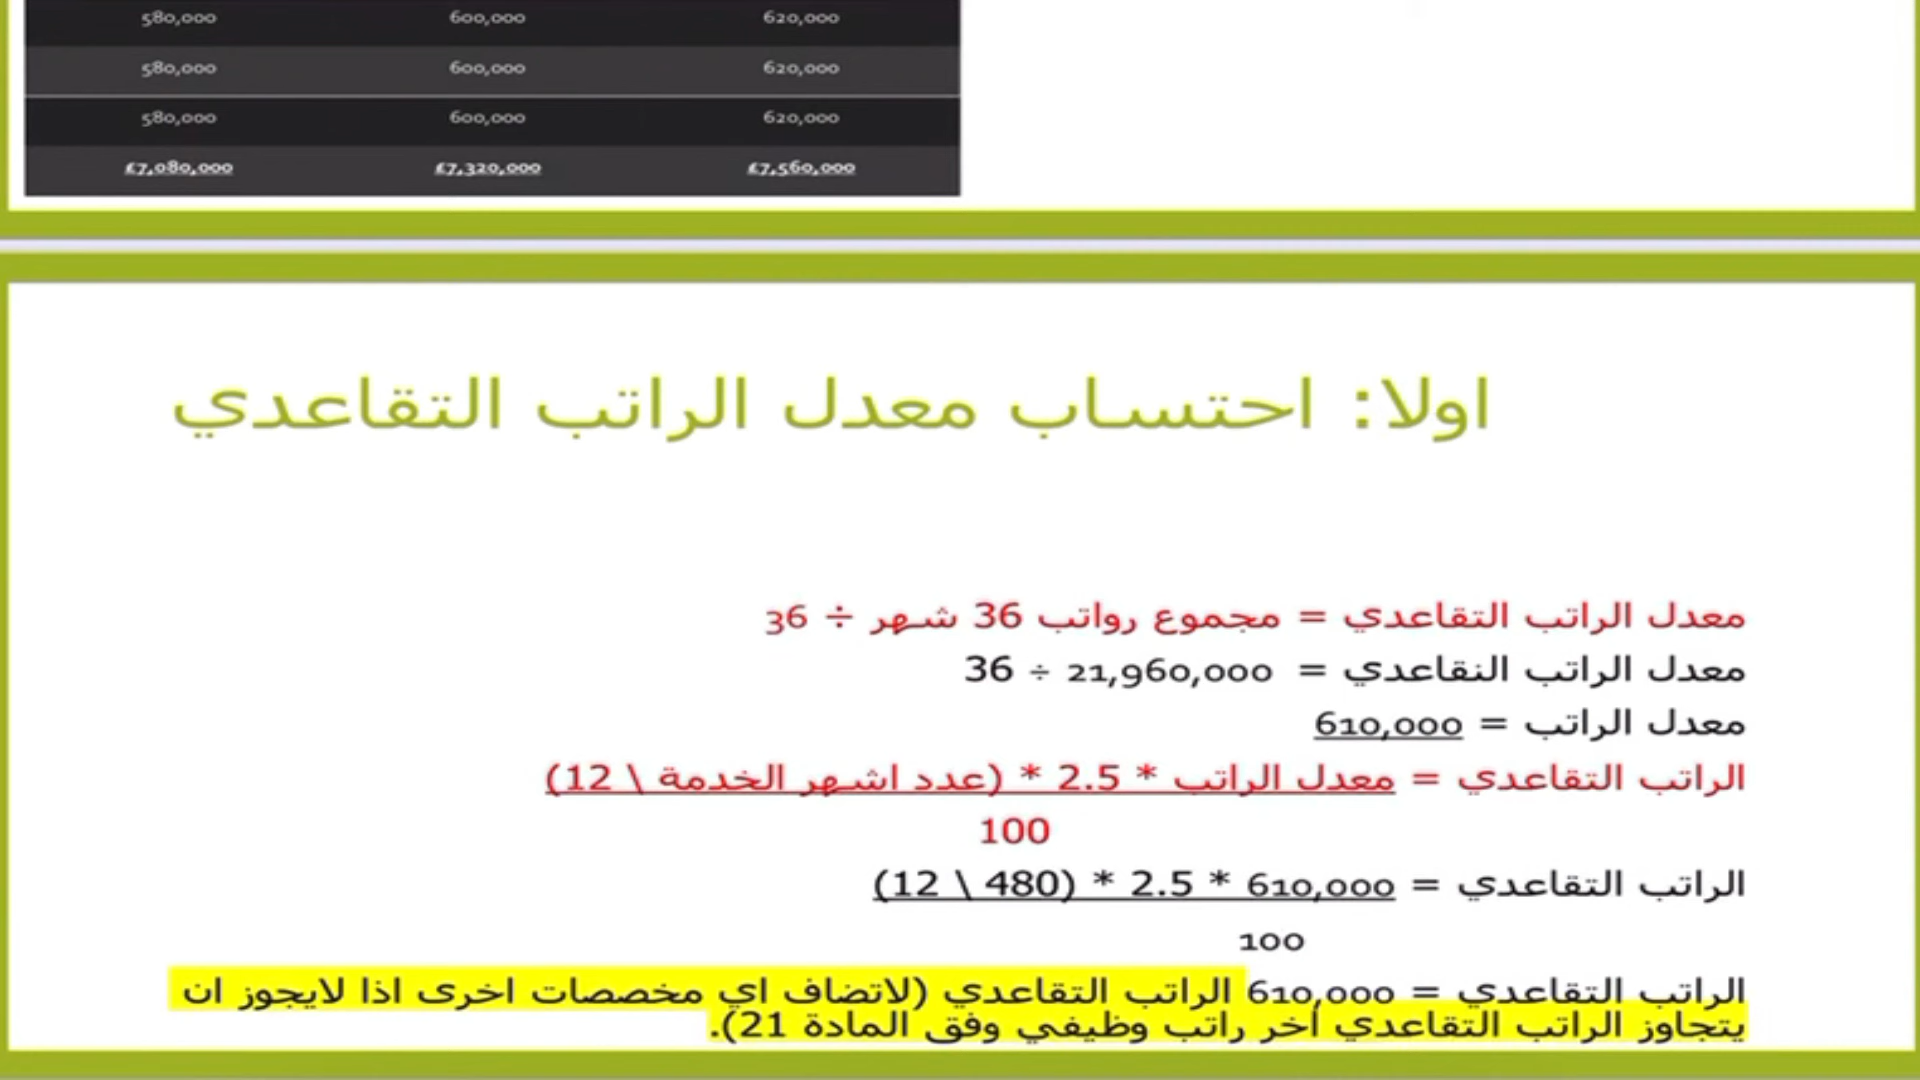 580,000 600,000 620,000
580,000 600,000 620,000
580,000 600,000 620,000
£7,080,000 £7,320,000 £7,560,000
اولا: احتساب معدل الراتب التقاعدي
معدل الراتب التقاعدي = مجموع رواتب 36 شهر ÷ 36
معدل الراتب التقاعدي = 21,960,000 ÷ 36
معدل الراتب = 610,000
الراتب التقاعدي = معدل الراتب * 2.5 * (عدد اشهر الخدمة \ 12)
100
الراتب التقاعدي = 610,000 * 2.5 * (480 \ 12)
100
الراتب التقاعدي = 610,000 الراتب التقاعدي (لاتضاف اي مخصصات اخرى اذا لايجوز ان
يتجاوز الراتب التقاعدي اخر راتب وظيفي وفق المادة 21).